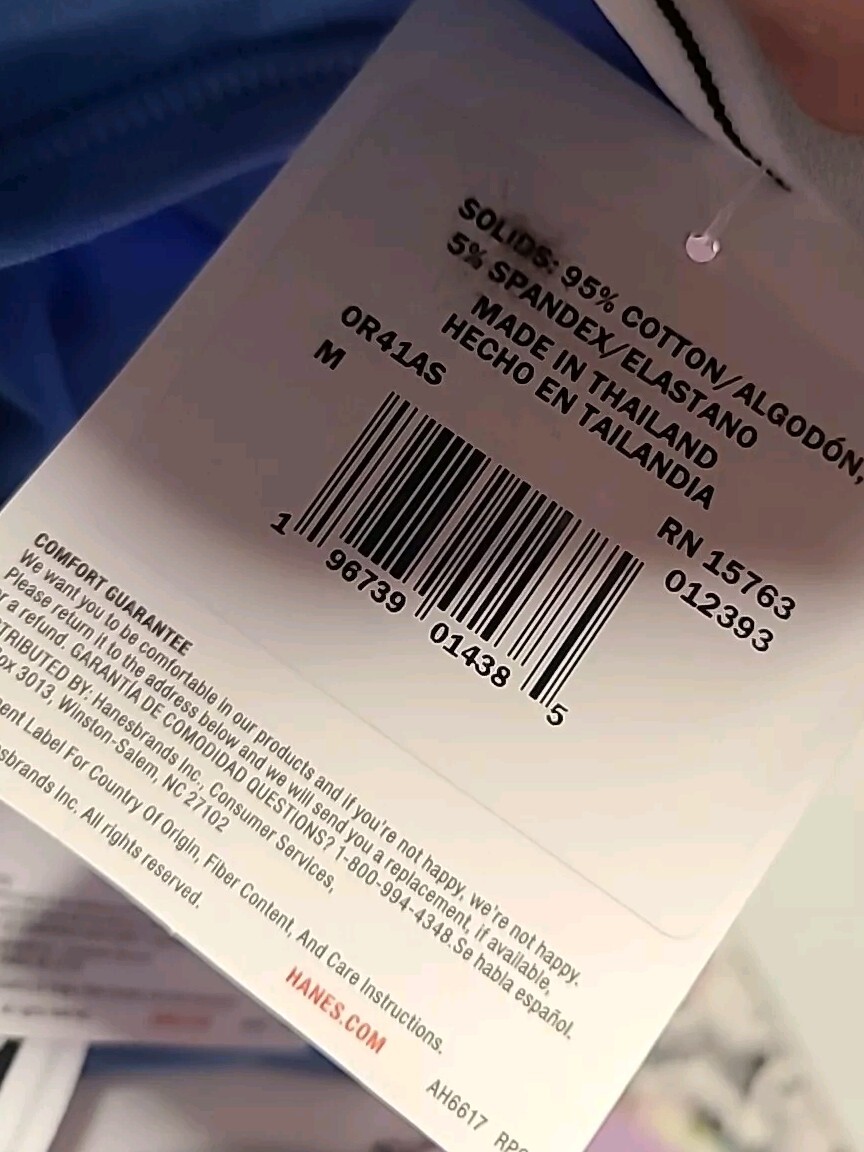 SOLIDS: 95% COTTON/ALGODÓN,
5% SPANDEX/ELASTANO
MADE IN THAILAND
HECHO EN TAILANDIA
0R41AS
M
RN 15763
012393
1 96739 01438 5
COMFORT GUARANTEE
We want you to be comfortable in our products and if you're not happy, we're not happy.
Please return it to the address below and we will send you a replacement, if available,
a refund. GARANTÍA DE COMODIDAD QUESTIONS? 1-800-994-4348.Se habla español.
BY: Hanesbrands Inc., Consumer Services,
3013, Winston-Salem, NC 27102
Label For Country Of Origin, Fiber Content, And Care Instructions.
Inc. All rights reserved.
HANES.COM
AH6617